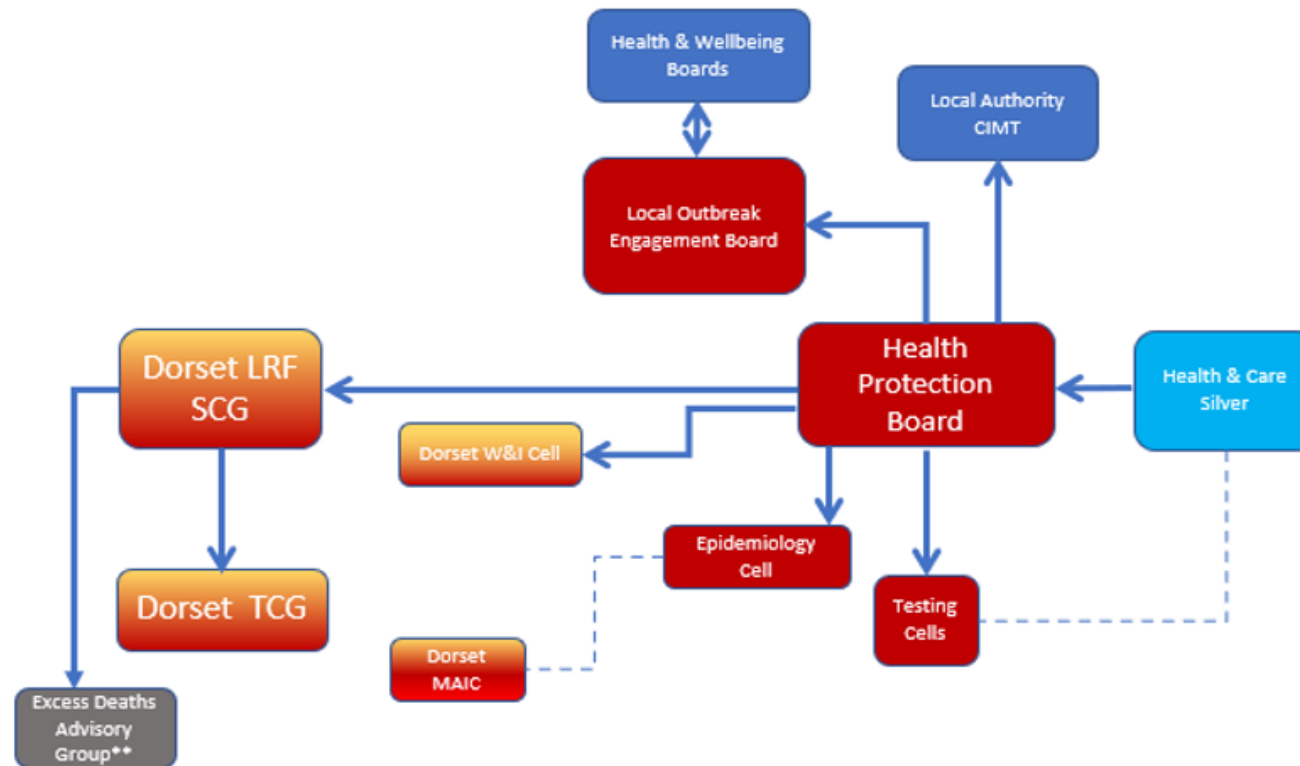 Health & Wellbeing
Boards
Local Authority
CIMT
Local Outbreak
Engagement Board
Dorset LRF
SCG
Health
Protection
Board
Health & Care
Silver
Dorset W&I Cell
Epidemiology
Cell
Dorset TCG
Testing
Cells
Dorset
MAIC
Excess Deaths
Advisory
Group**